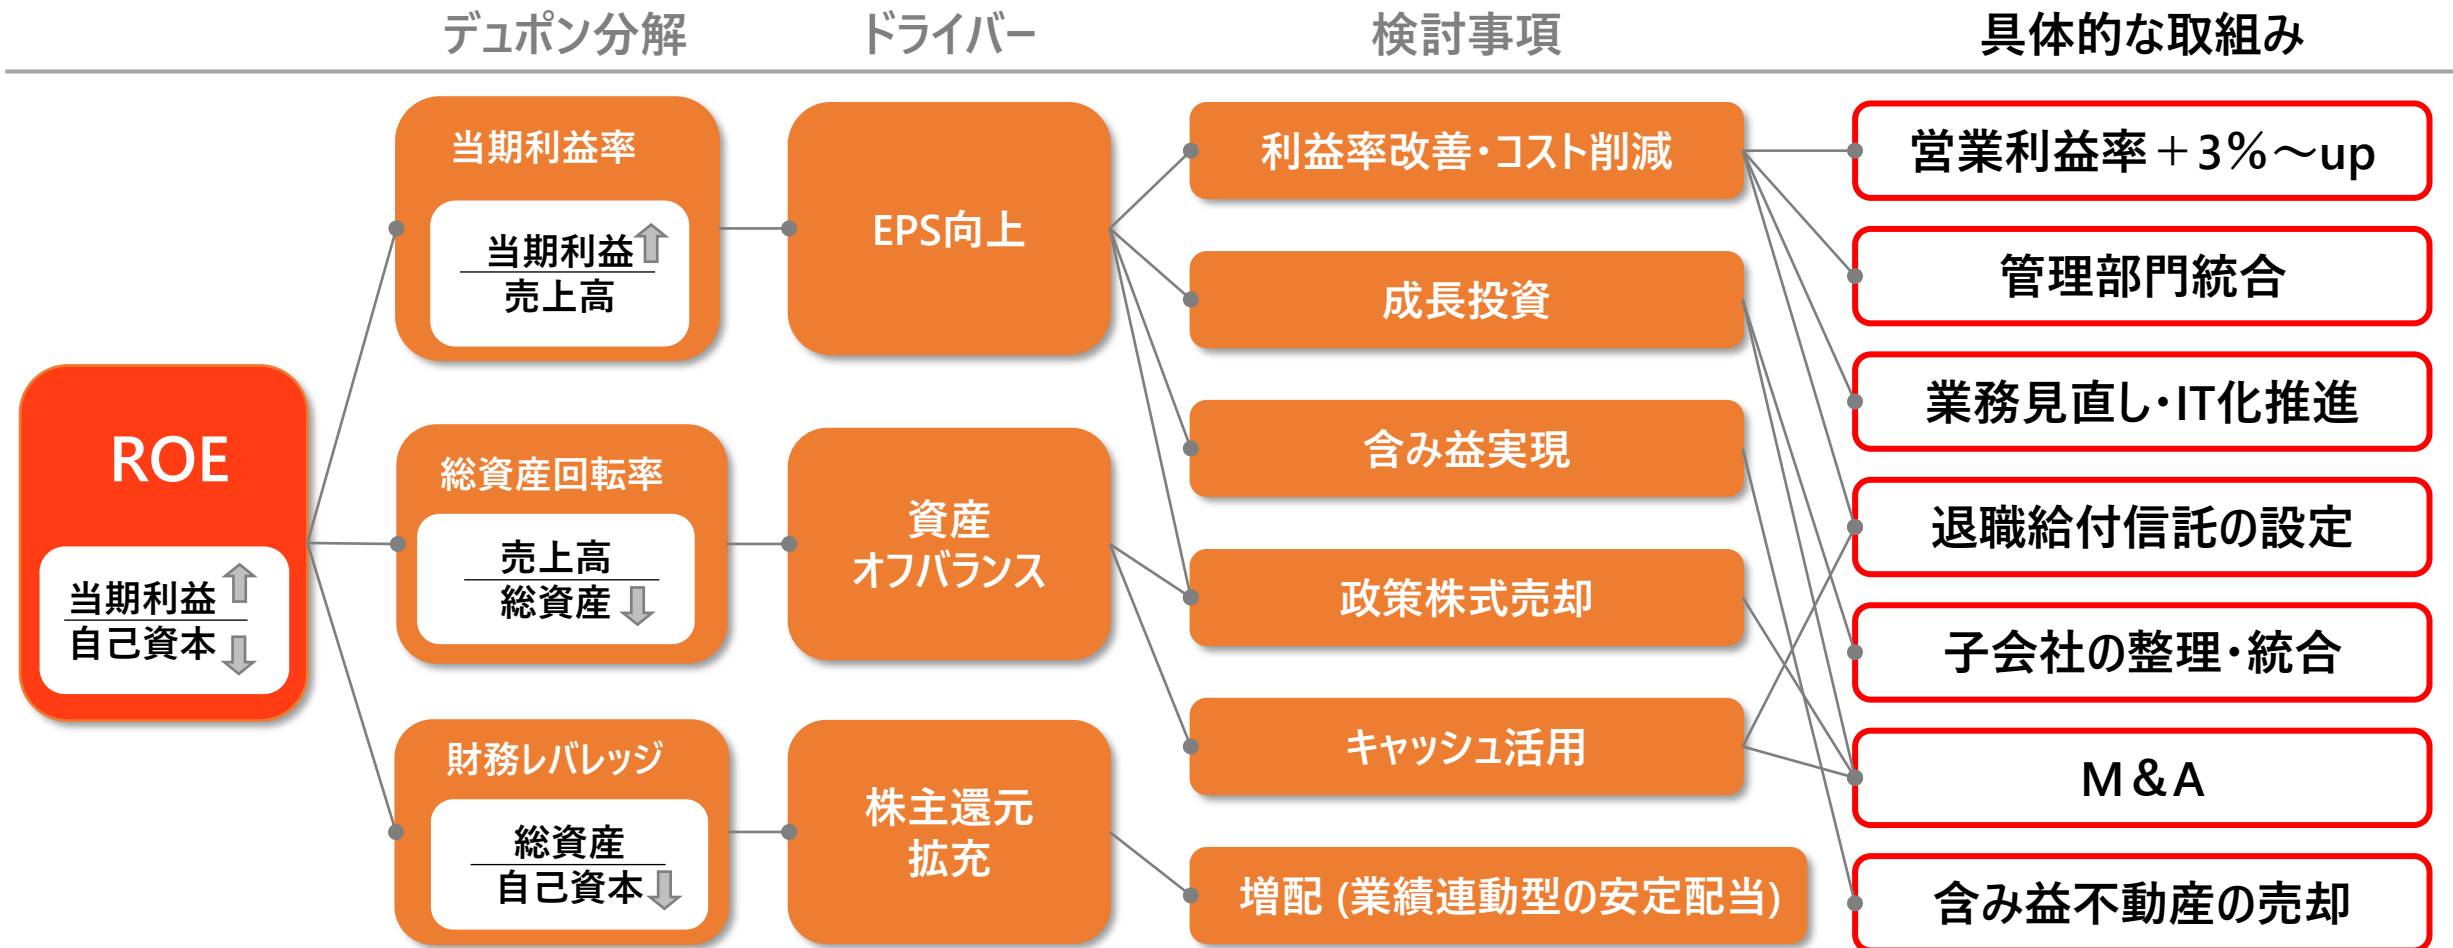 デュポン分解
ドライバー
検討事項
具体的な取組み
ROE
当期利益
自己資本
当期利益率
当期利益
売上高
総資産回転率
売上高
総資産
財務レバレッジ
総資産
自己資本
EPS向上
資産
オフバランス
株主還元
拡充
利益率改善・コスト削減
成長投資
含み益実現
政策株式売却
キャッシュ活用
増配 (業績連動型の安定配当)
営業利益率＋3％～up
管理部門統合
業務見直し・IT化推進
退職給付信託の設定
子会社の整理・統合
M＆A
含み益不動産の売却